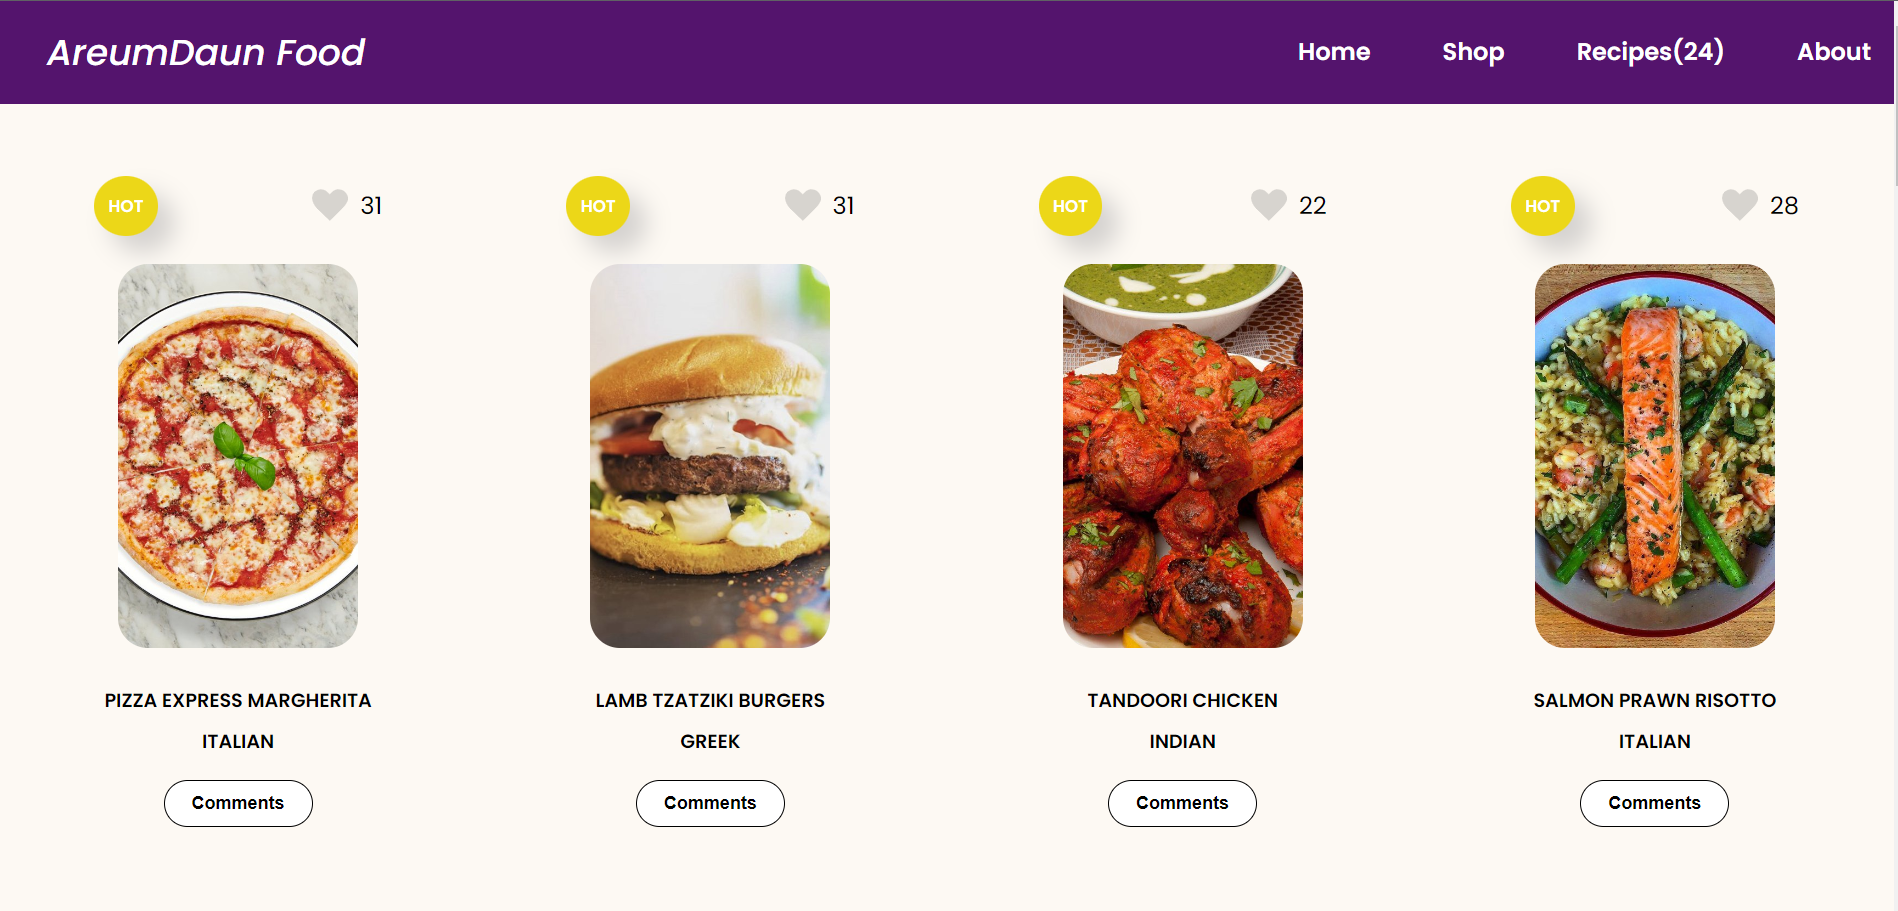 AreumDaun Food
Home Shop Recipes(24) About
HOT 31
HOT 31
HOT 22
HOT 28
PIZZA EXPRESS MARGHERITA
ITALIAN
Comments
LAMB TZATZIKI BURGERS
GREEK
Comments
TANDOORI CHICKEN
INDIAN
Comments
SALMON PRAWN RISOTTO
ITALIAN
Comments